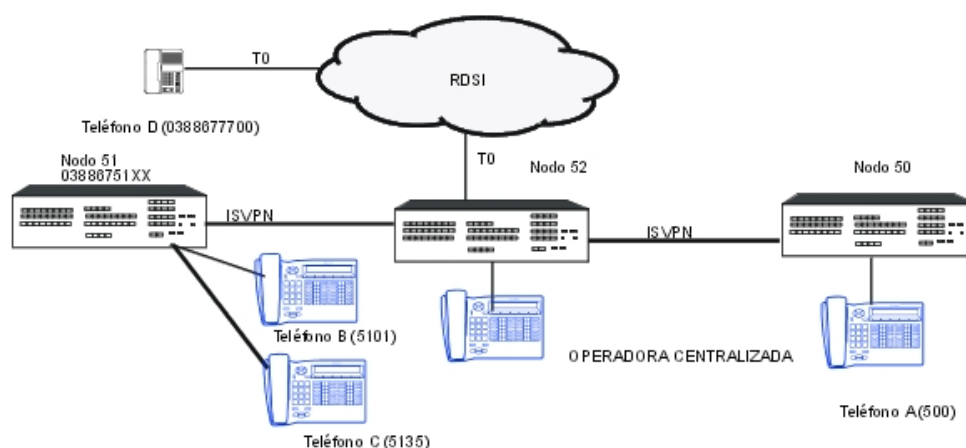 T0
RDSI
Teléfono D (0388677700)
Nodo 51
03886751XX
T0
Nodo 52
Nodo 50
ISVPN
ISVPN
Teléfono B (5101)
OPERADORA CENTRALIZADA
Teléfono A(500)
Teléfono C (5135)